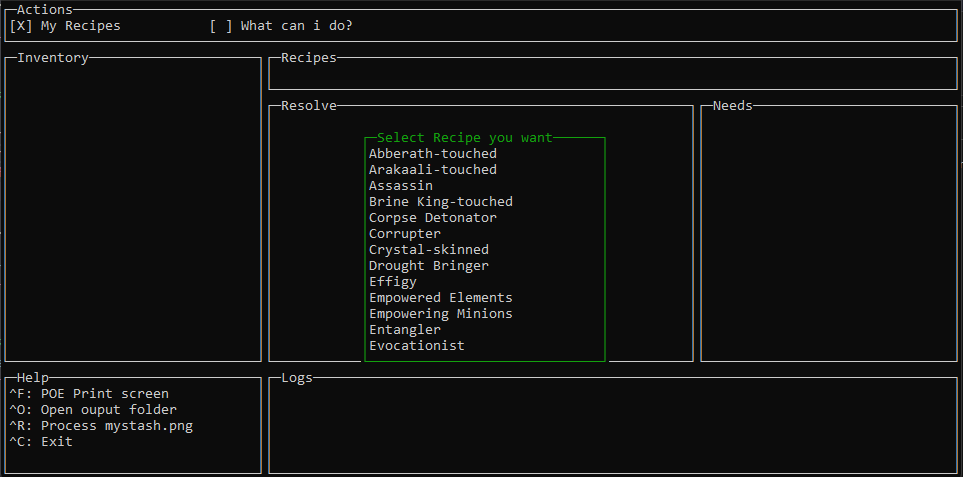 Actions
[X] My Recipes [ ] What can i do?
Inventory
Recipes
Resolve
Needs
Select Recipe you want
Abberath-touched
Arakaali-touched
Assassin
Brine King-touched
Corpse Detonator
Corrupter
Crystal-skinned
Drought Bringer
Effigy
Empowered Elements
Empowering Minions
Entangler
Evocationist
Help
^F: POE Print screen
^O: Open ouput folder
^R: Process mystash.png
^C: Exit
Logs